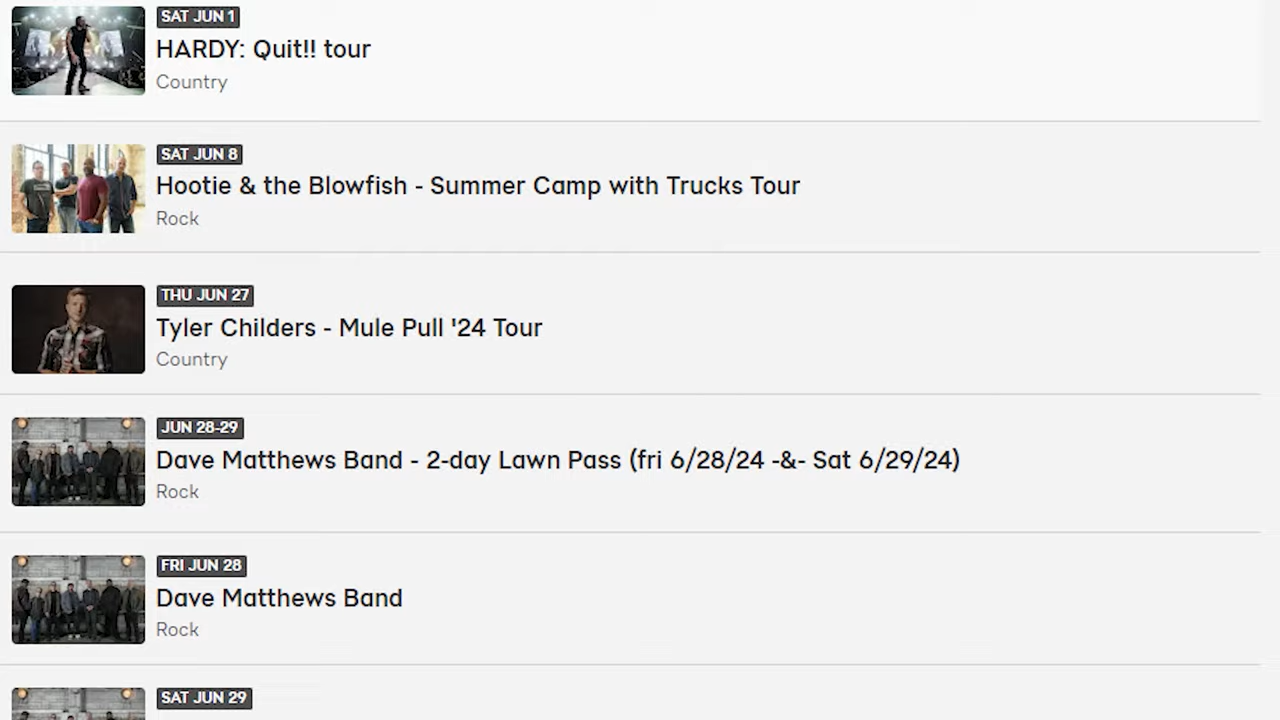 SAT JUN 1
HARDY: Quit!! tour
Country
SAT JUN 8
Hootie & the Blowfish - Summer Camp with Trucks Tour
Rock
THU JUN 27
Tyler Childers - Mule Pull '24 Tour
Country
JUN 28-29
Dave Matthews Band - 2-day Lawn Pass (fri 6/28/24 -&- Sat 6/29/24)
Rock
FRI JUN 28
Dave Matthews Band
Rock
SAT JUN 29